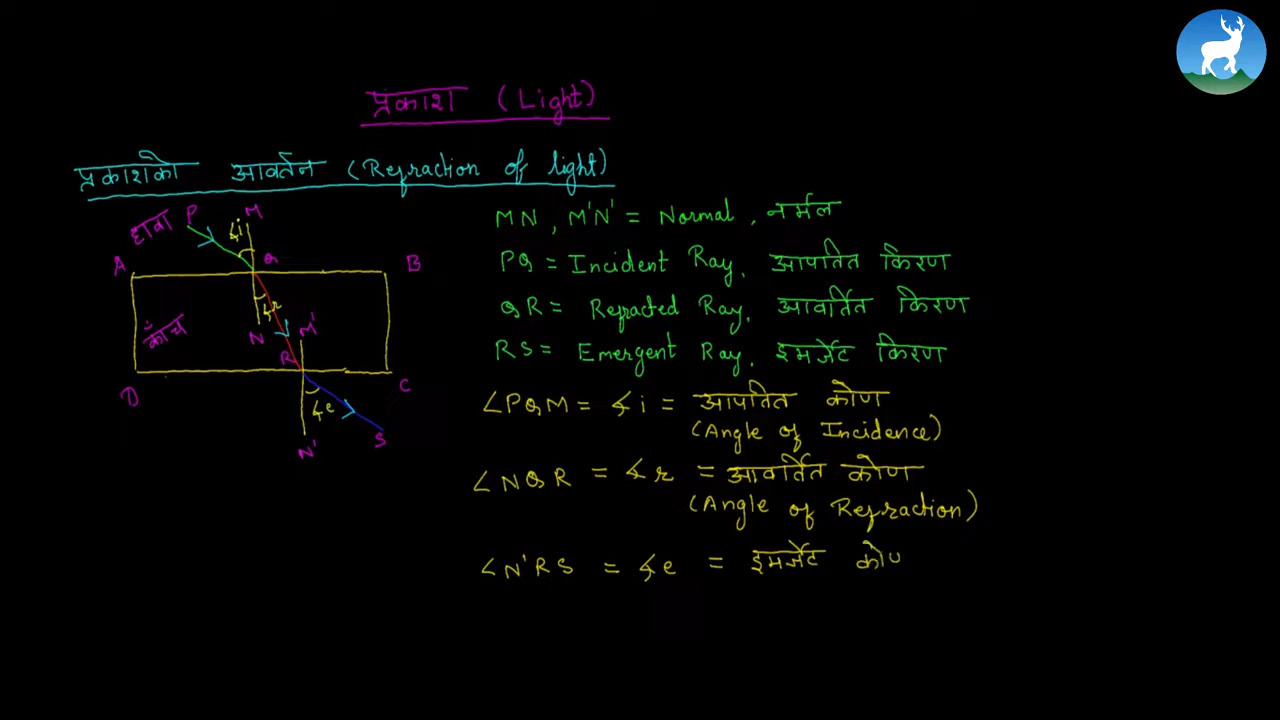 प्रकाश (Light)
प्रकाशको आवर्तन (Refraction of light)
हावा P ∡i M
A Q B
काँच ∡r
N M'
R
D C
∡e
N' S
MN, M'N' = Normal, नर्मल
PQ = Incident Ray, आपतित किरण
QR = Refracted Ray, आवर्तित किरण
RS = Emergent Ray, इमर्जेंट किरण
∠PQM = ∡i = आपतित कोण
(Angle of Incidence)
∠NQR = ∡r = आवर्तित कोण
(Angle of Refraction)
∠N'RS = ∡e = इमर्जेंट